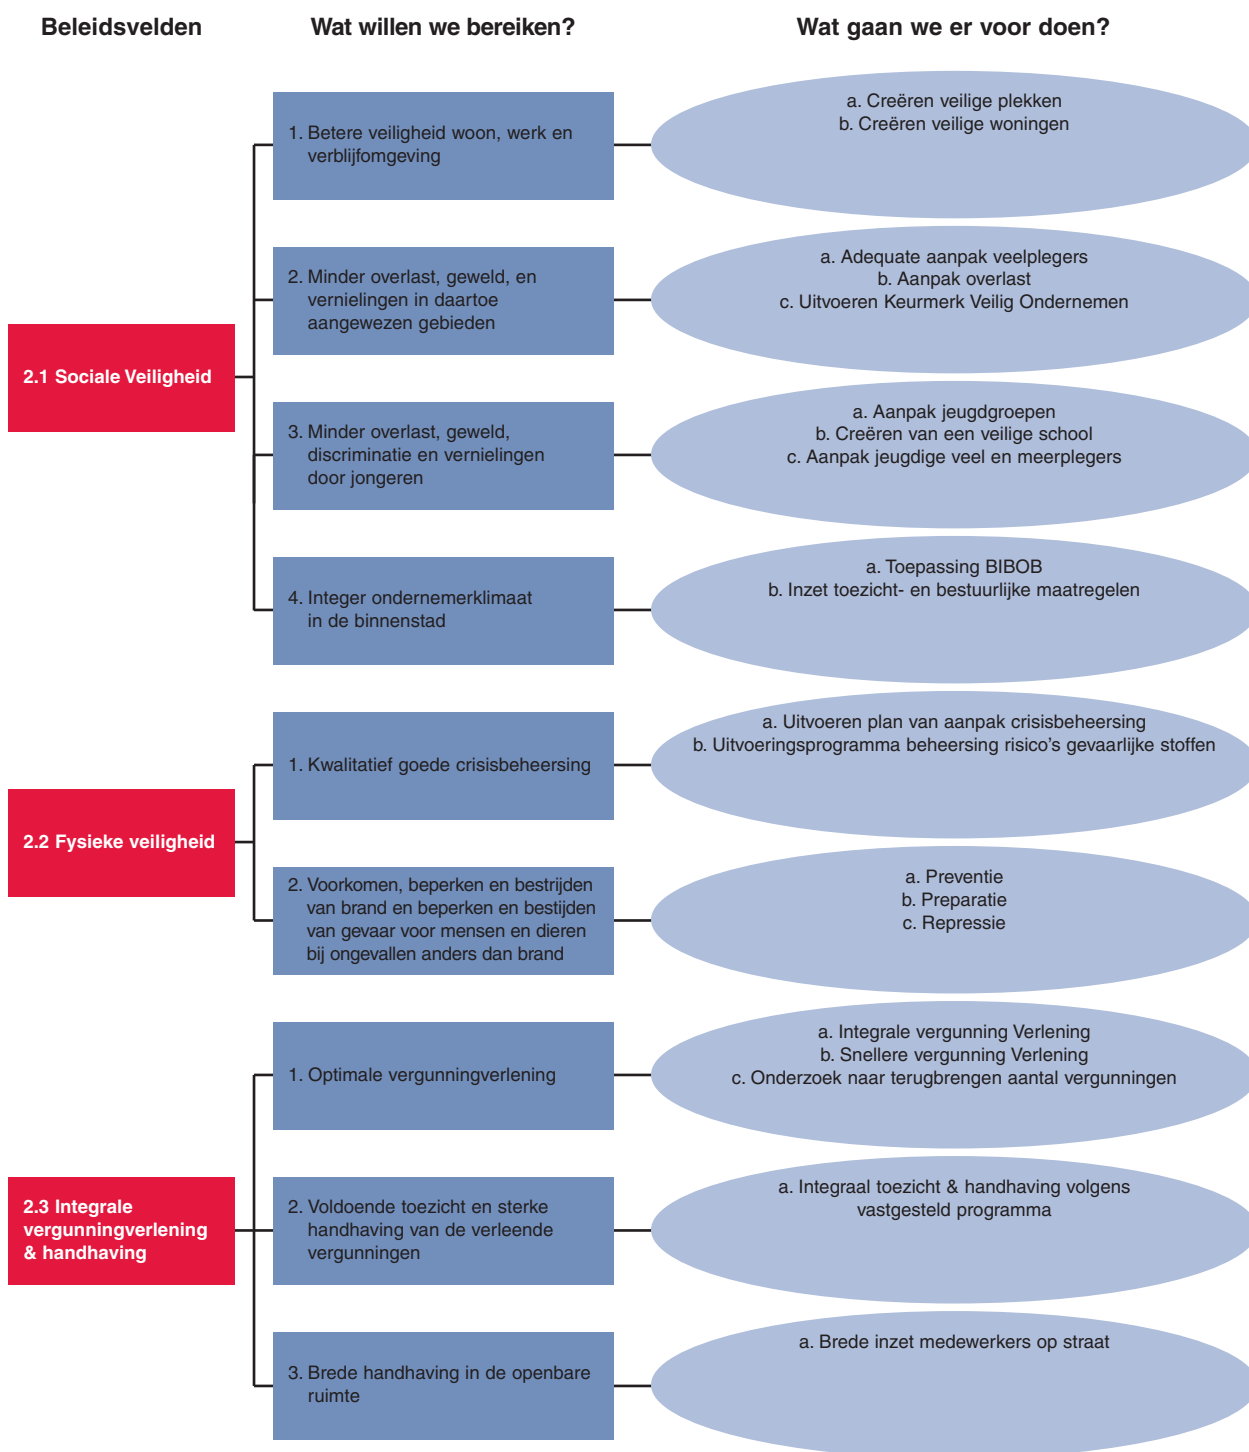 Beleidsvelden
Wat willen we bereiken?
Wat gaan we er voor doen?
2.1 Sociale Veiligheid
1. Betere veiligheid woon, werk en
verblijfomgeving
a. Creëren veilige plekken
b. Creëren veilige woningen
2. Minder overlast, geweld, en
vernielingen in daartoe
aangewezen gebieden
a. Adequate aanpak veelplegers
b. Aanpak overlast
c. Uitvoeren Keurmerk Veilig Ondernemen
3. Minder overlast, geweld,
discriminatie en vernielingen
door jongeren
a. Aanpak jeugdgroepen
b. Creëren van een veilige school
c. Aanpak jeugdige veel en meerplegers
4. Integer ondernemerklimaat
in de binnenstad
a. Toepassing BIBOB
b. Inzet toezicht- en bestuurlijke maatregelen
2.2 Fysieke veiligheid
1. Kwalitatief goede crisisbeheersing
a. Uitvoeren plan van aanpak crisisbeheersing
b. Uitvoeringsprogramma beheersing risico's gevaarlijke stoffen
2. Voorkomen, beperken en bestrijden
van brand en beperken en bestijden
van gevaar voor mensen en dieren
bij ongevallen anders dan brand
a. Preventie
b. Preparatie
c. Repressie
2.3 Integrale
vergunningverlening
& handhaving
1. Optimale vergunningverlening
a. Integrale vergunning Verlening
b. Snellere vergunning Verlening
c. Onderzoek naar terugbrengen aantal vergunningen
2. Voldoende toezicht en sterke
handhaving van de verleende
vergunningen
a. Integraal toezicht & handhaving volgens
vastgesteld programma
3. Brede handhaving in de openbare
ruimte
a. Brede inzet medewerkers op straat